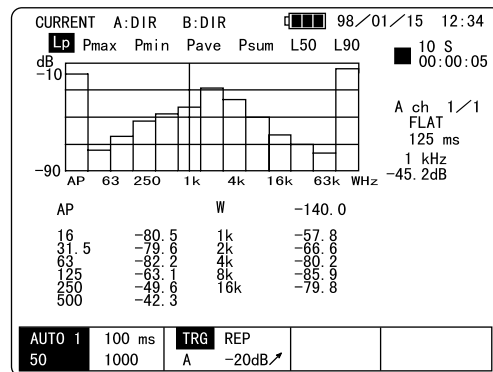 CURRENT A:DIR B:DIR 98/01/15 12:34
Lp Pmax Pmin Pave Psum L50 L90
10 S
00:00:05
dB
-10
-90
AP 63 250 1k 4k 16k 63k WHz
A ch 1/1
FLAT
125 ms
1 kHz
-45.2dB
AP W -140.0
16 -80.5 1k -57.8
31.5 -79.6 2k -66.6
63 -82.2 4k -80.2
125 -63.1 8k -85.9
250 -49.6 16k -79.8
500 -42.3
AUTO 1 100 ms TRG REP
50 1000 A -20dB↗